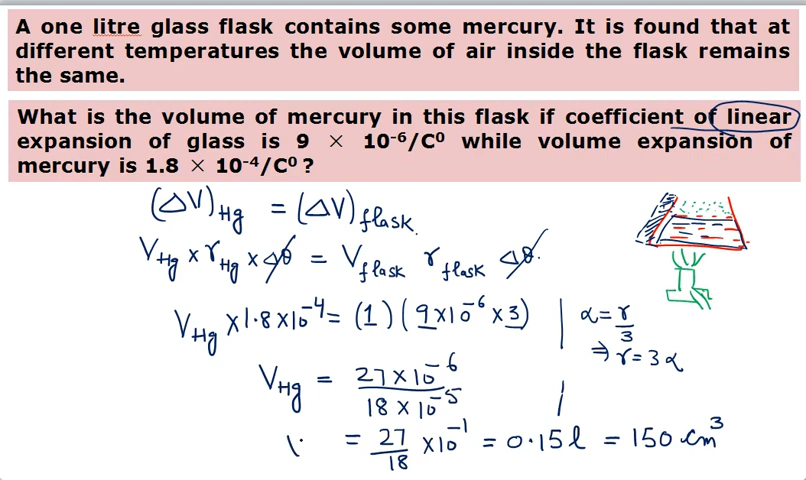 A one litre glass flask contains some mercury. It is found that at
different temperatures the volume of air inside the flask remains
the same.
What is the volume of mercury in this flask if coefficient of linear
expansion of glass is 9 × 10⁻⁶/C⁰ while volume expansion of
mercury is 1.8 × 10⁻⁴/C⁰ ?
(ΔV)Hg = (ΔV)flask.
VHg × γHg × Δθ = Vflask γflask Δθ.
VHg × 1.8 × 10⁻⁴ = (1) (9 × 10⁻⁶ × 3) | α = γ/3
⇒ γ = 3α
VHg = 27 × 10⁻⁶ / 18 × 10⁻⁵
= 27/18 × 10⁻¹ = 0.15 l = 150 cm³